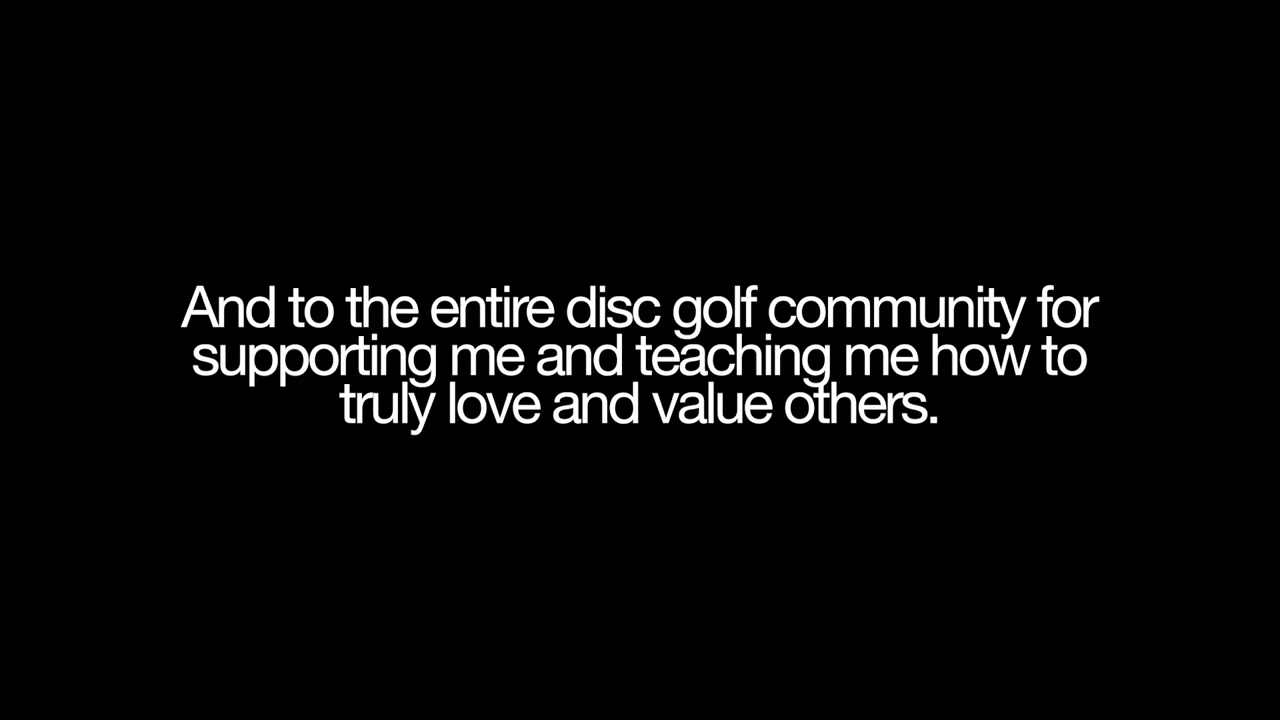 And to the entire disc golf community for
supporting me and teaching me how to
truly love and value others.